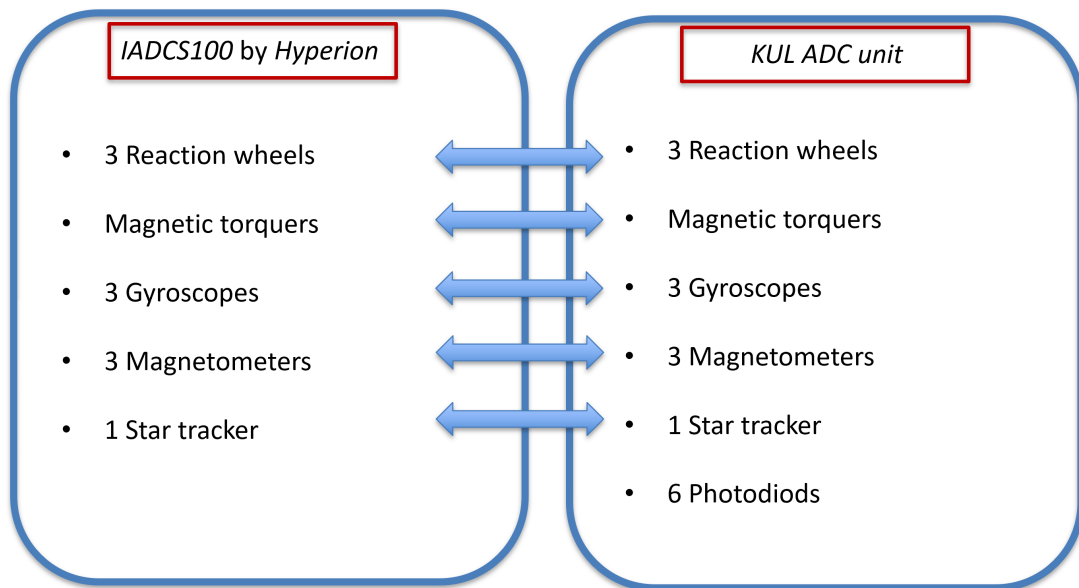 IADCS100 by Hyperion
• 3 Reaction wheels
• Magnetic torquers
• 3 Gyroscopes
• 3 Magnetometers
• 1 Star tracker
KUL ADC unit
• 3 Reaction wheels
• Magnetic torquers
• 3 Gyroscopes
• 3 Magnetometers
• 1 Star tracker
• 6 Photodiods